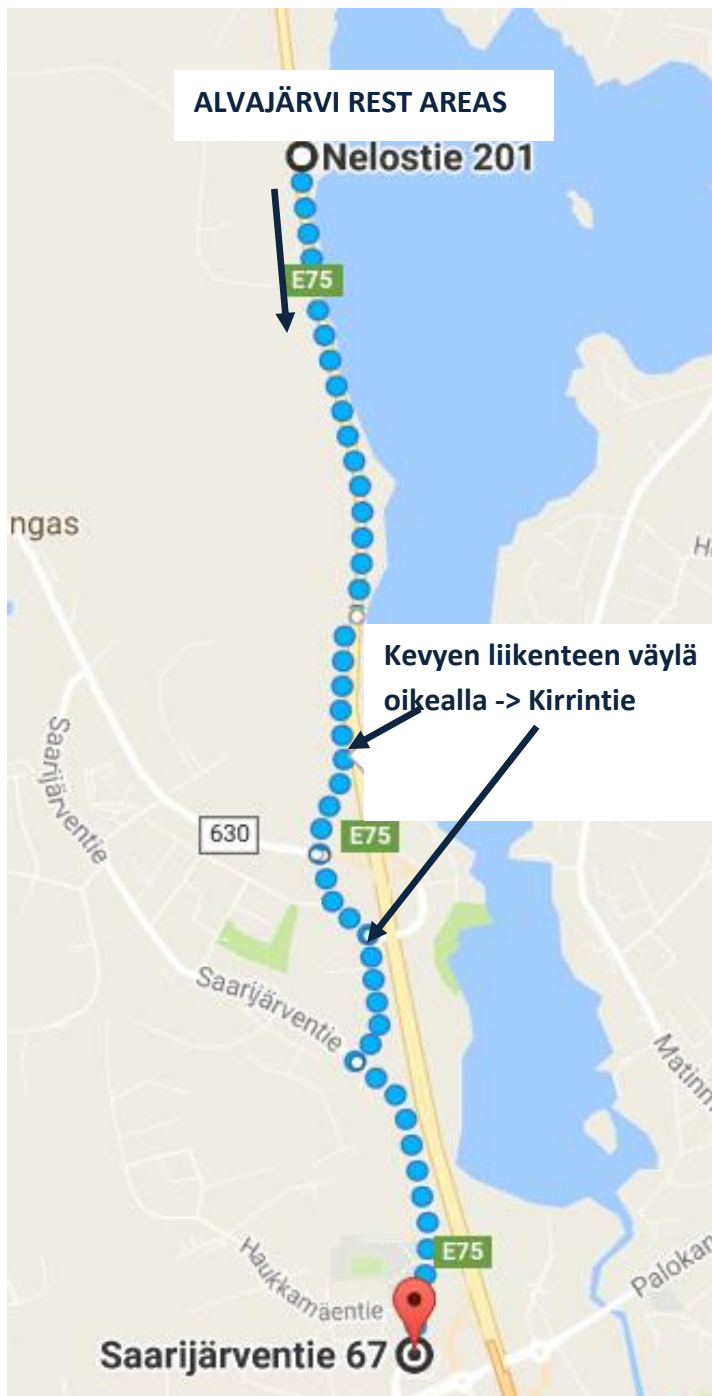 ALVAJÄRVI REST AREAS
Nelostie 201
E75
ngas
Kevyen liikenteen väylä
oikealla -> Kirrintie
Saarijärventie
630
E75
Saarijärventie
Matinm
E75
Palokan
Haukkamäentie
Saarijärventie 67